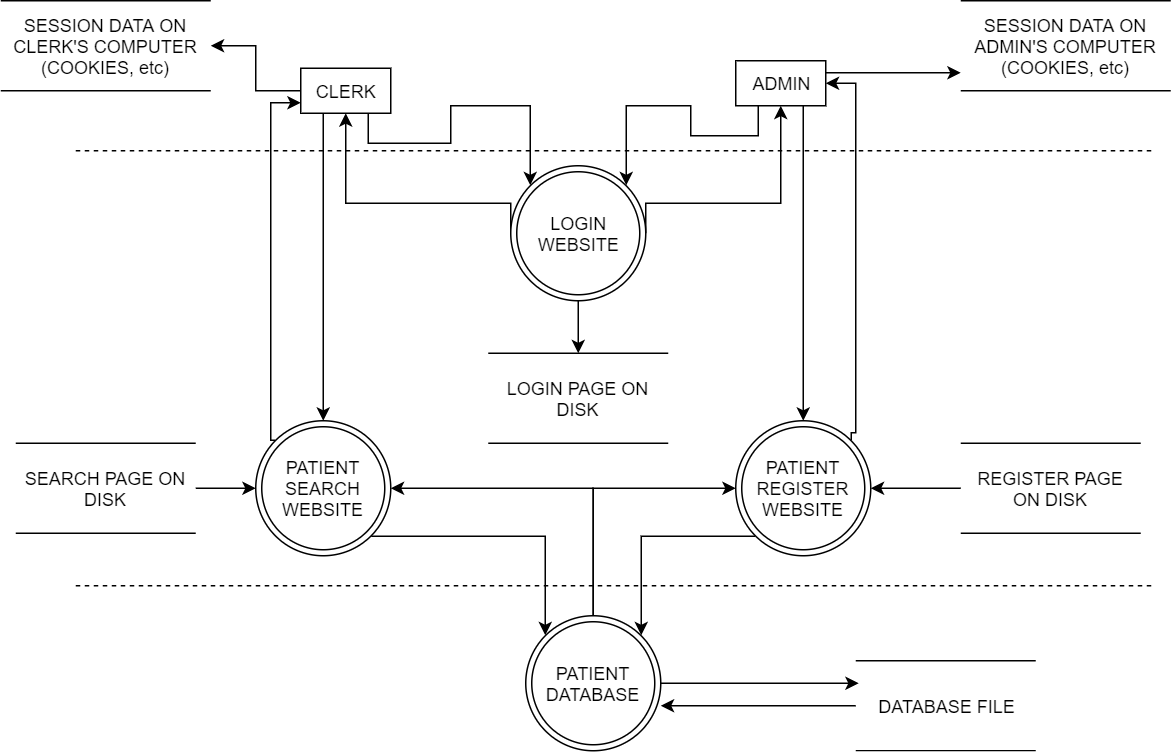 SESSION DATA ON
CLERK'S COMPUTER
(COOKIES, etc)
SESSION DATA ON
ADMIN'S COMPUTER
(COOKIES, etc)
CLERK
ADMIN
LOGIN
WEBSITE
LOGIN PAGE ON
DISK
SEARCH PAGE ON
DISK
PATIENT
SEARCH
WEBSITE
PATIENT
REGISTER
WEBSITE
REGISTER PAGE
ON DISK
PATIENT
DATABASE
DATABASE FILE